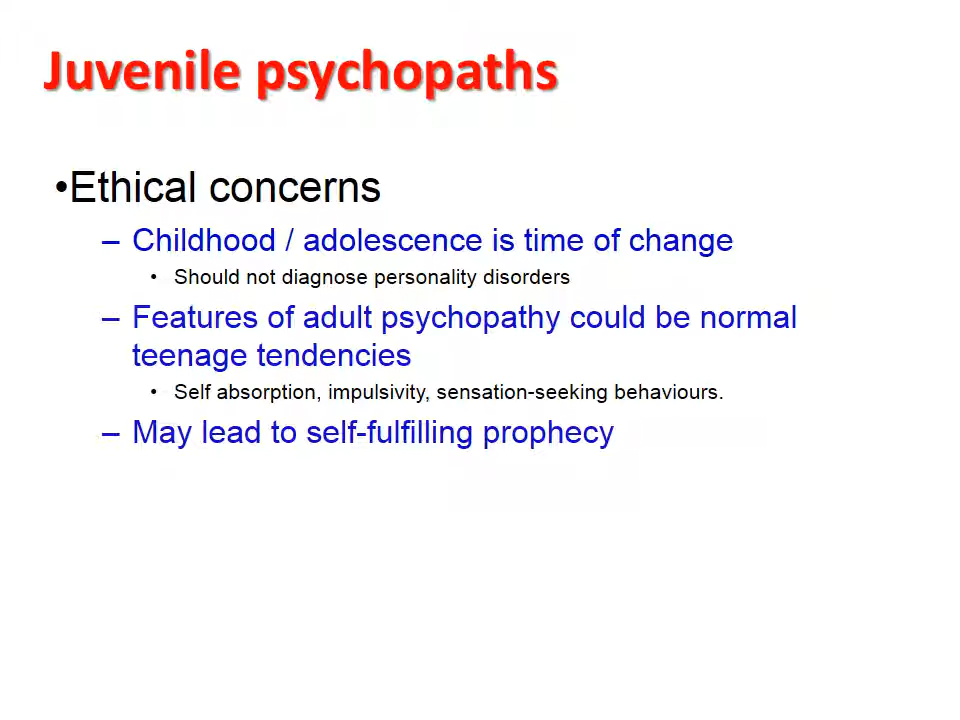 Juvenile psychopaths
•Ethical concerns
– Childhood / adolescence is time of change
• Should not diagnose personality disorders
– Features of adult psychopathy could be normal
teenage tendencies
• Self absorption, impulsivity, sensation-seeking behaviours.
– May lead to self-fulfilling prophecy